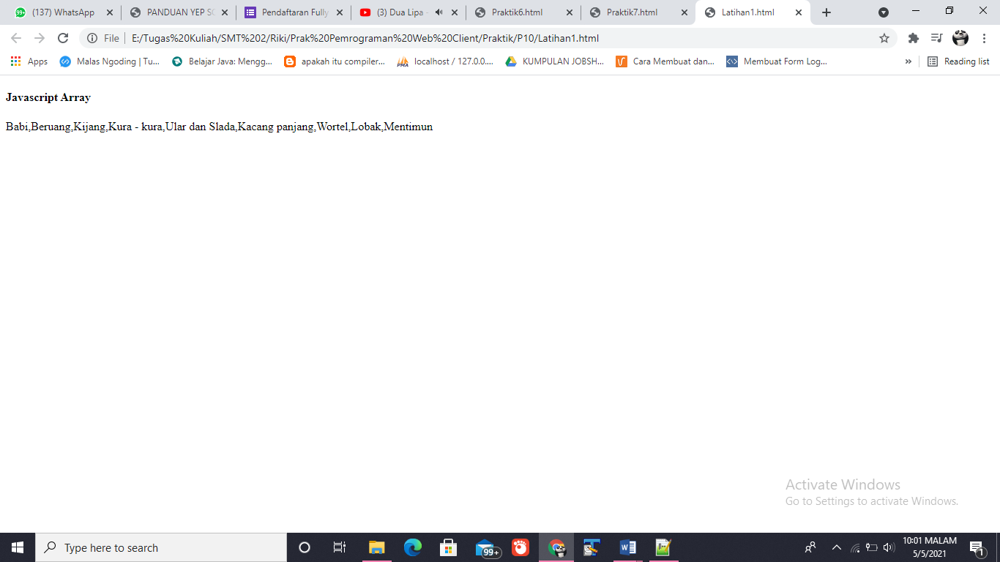 (137) WhatsApp
PANDUAN YEP SC
Pendaftaran Fully
(3) Dua Lipa -
Praktik6.html
Praktik7.html
Latihan1.html
File
E:/Tugas%20Kuliah/SMT%202/Riki/Prak%20Pemrograman%20Web%20Client/Praktik/P10/Latihan1.html
Apps
Malas Ngoding | Tu...
Belajar Java: Mengg...
apakah itu compiler...
localhost / 127.0.0....
KUMPULAN JOBSH...
Cara Membuat dan...
Membuat Form Log...
»
Reading list
Javascript Array
Babi,Beruang,Kijang,Kura - kura,Ular dan Slada,Kacang panjang,Wortel,Lobak,Mentimun
Activate Windows
Go to Settings to activate Windows.
Type here to search
99+
10:01 MALAM
5/5/2021
1